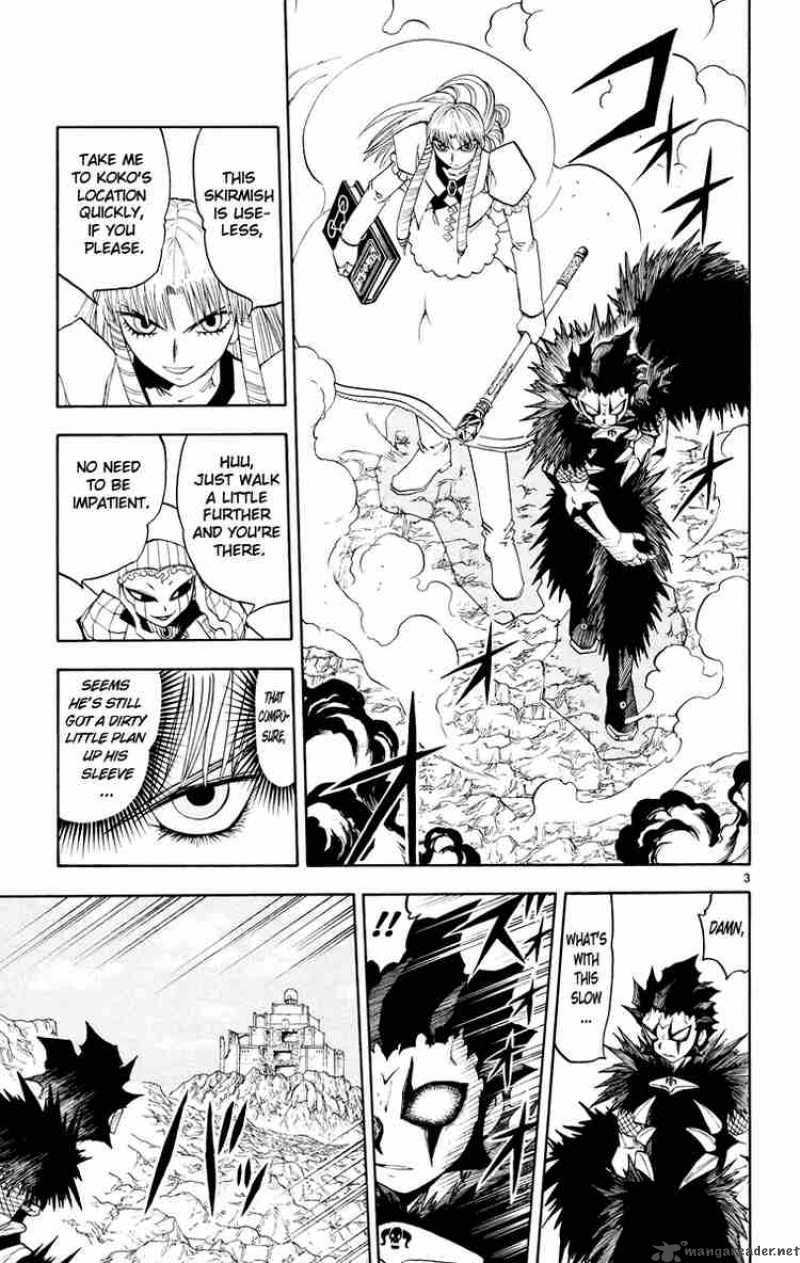 THIS
SKIRMISH
IS USE-
LESS,
TAKE ME
TO KOKO'S
LOCATION
QUICKLY,
IF YOU
PLEASE.
HUU,
JUST WALK
A LITTLE
FURTHER
AND YOU'RE
THERE.
NO NEED
TO BE
IMPATIENT.
THAT
COMPO-
SURE,
SEEMS
HE'S STILL
GOT A DIRTY
LITTLE PLAN
UP HIS
SLEEVE
...
3
DAMN,
WHAT'S
WITH
THIS
SLOW
...
!!
mangareader.net